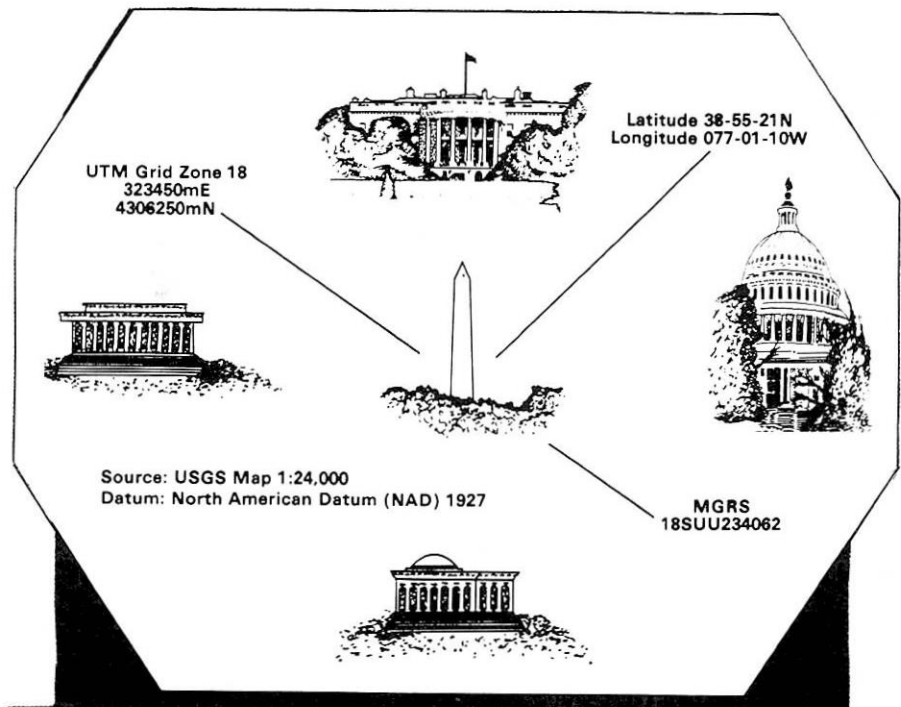 Latitude 38-55-21N
Longitude 077-01-10W
UTM Grid Zone 18
323450mE
4306250mN
Source: USGS Map 1:24,000
Datum: North American Datum (NAD) 1927
MGRS
18SUU234062